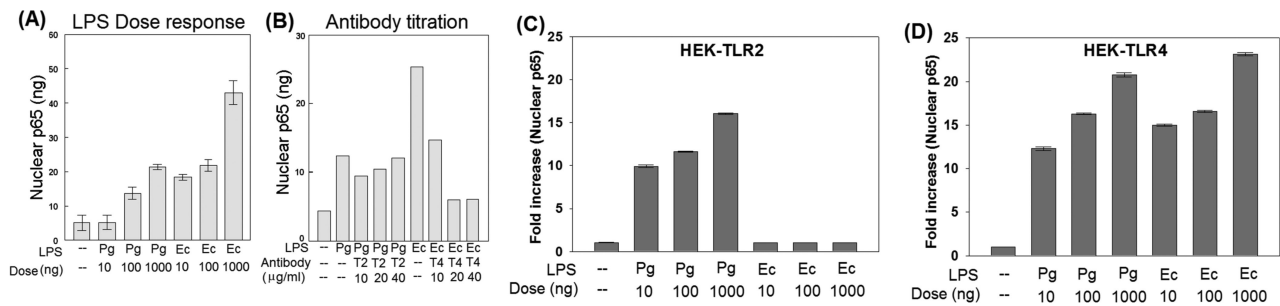 (A) LPS Dose response
Nuclear p65 (ng)
60
50
40
30
20
10
0
LPS -- Pg Pg Pg Ec Ec Ec
Dose (ng) -- 10 100 1000 10 100 1000
(B) Antibody titration
Nuclear p65 (ng)
30
20
10
0
LPS -- Pg Pg Pg Pg Ec Ec Ec Ec
Antibody -- -- T2 T2 T2 -- T4 T4 T4
(μg/ml) 10 20 40 10 20 40
(C)
HEK-TLR2
Fold increase (Nuclear p65)
25
20
15
10
5
0
LPS -- Pg Pg Pg Ec Ec Ec
Dose (ng) -- 10 100 1000 10 100 1000
(D)
HEK-TLR4
Fold increase (Nuclear p65)
25
20
15
10
5
0
LPS -- Pg Pg Pg Ec Ec Ec
Dose (ng) -- 10 100 1000 10 100 1000